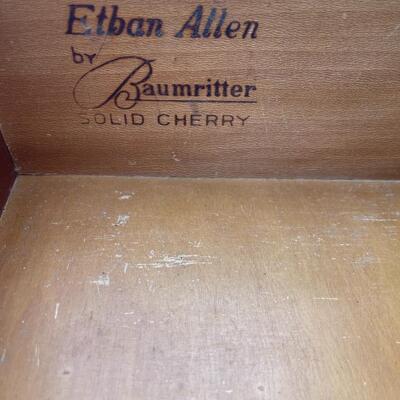 Ethan Allen
by
Baumritter
SOLID CHERRY